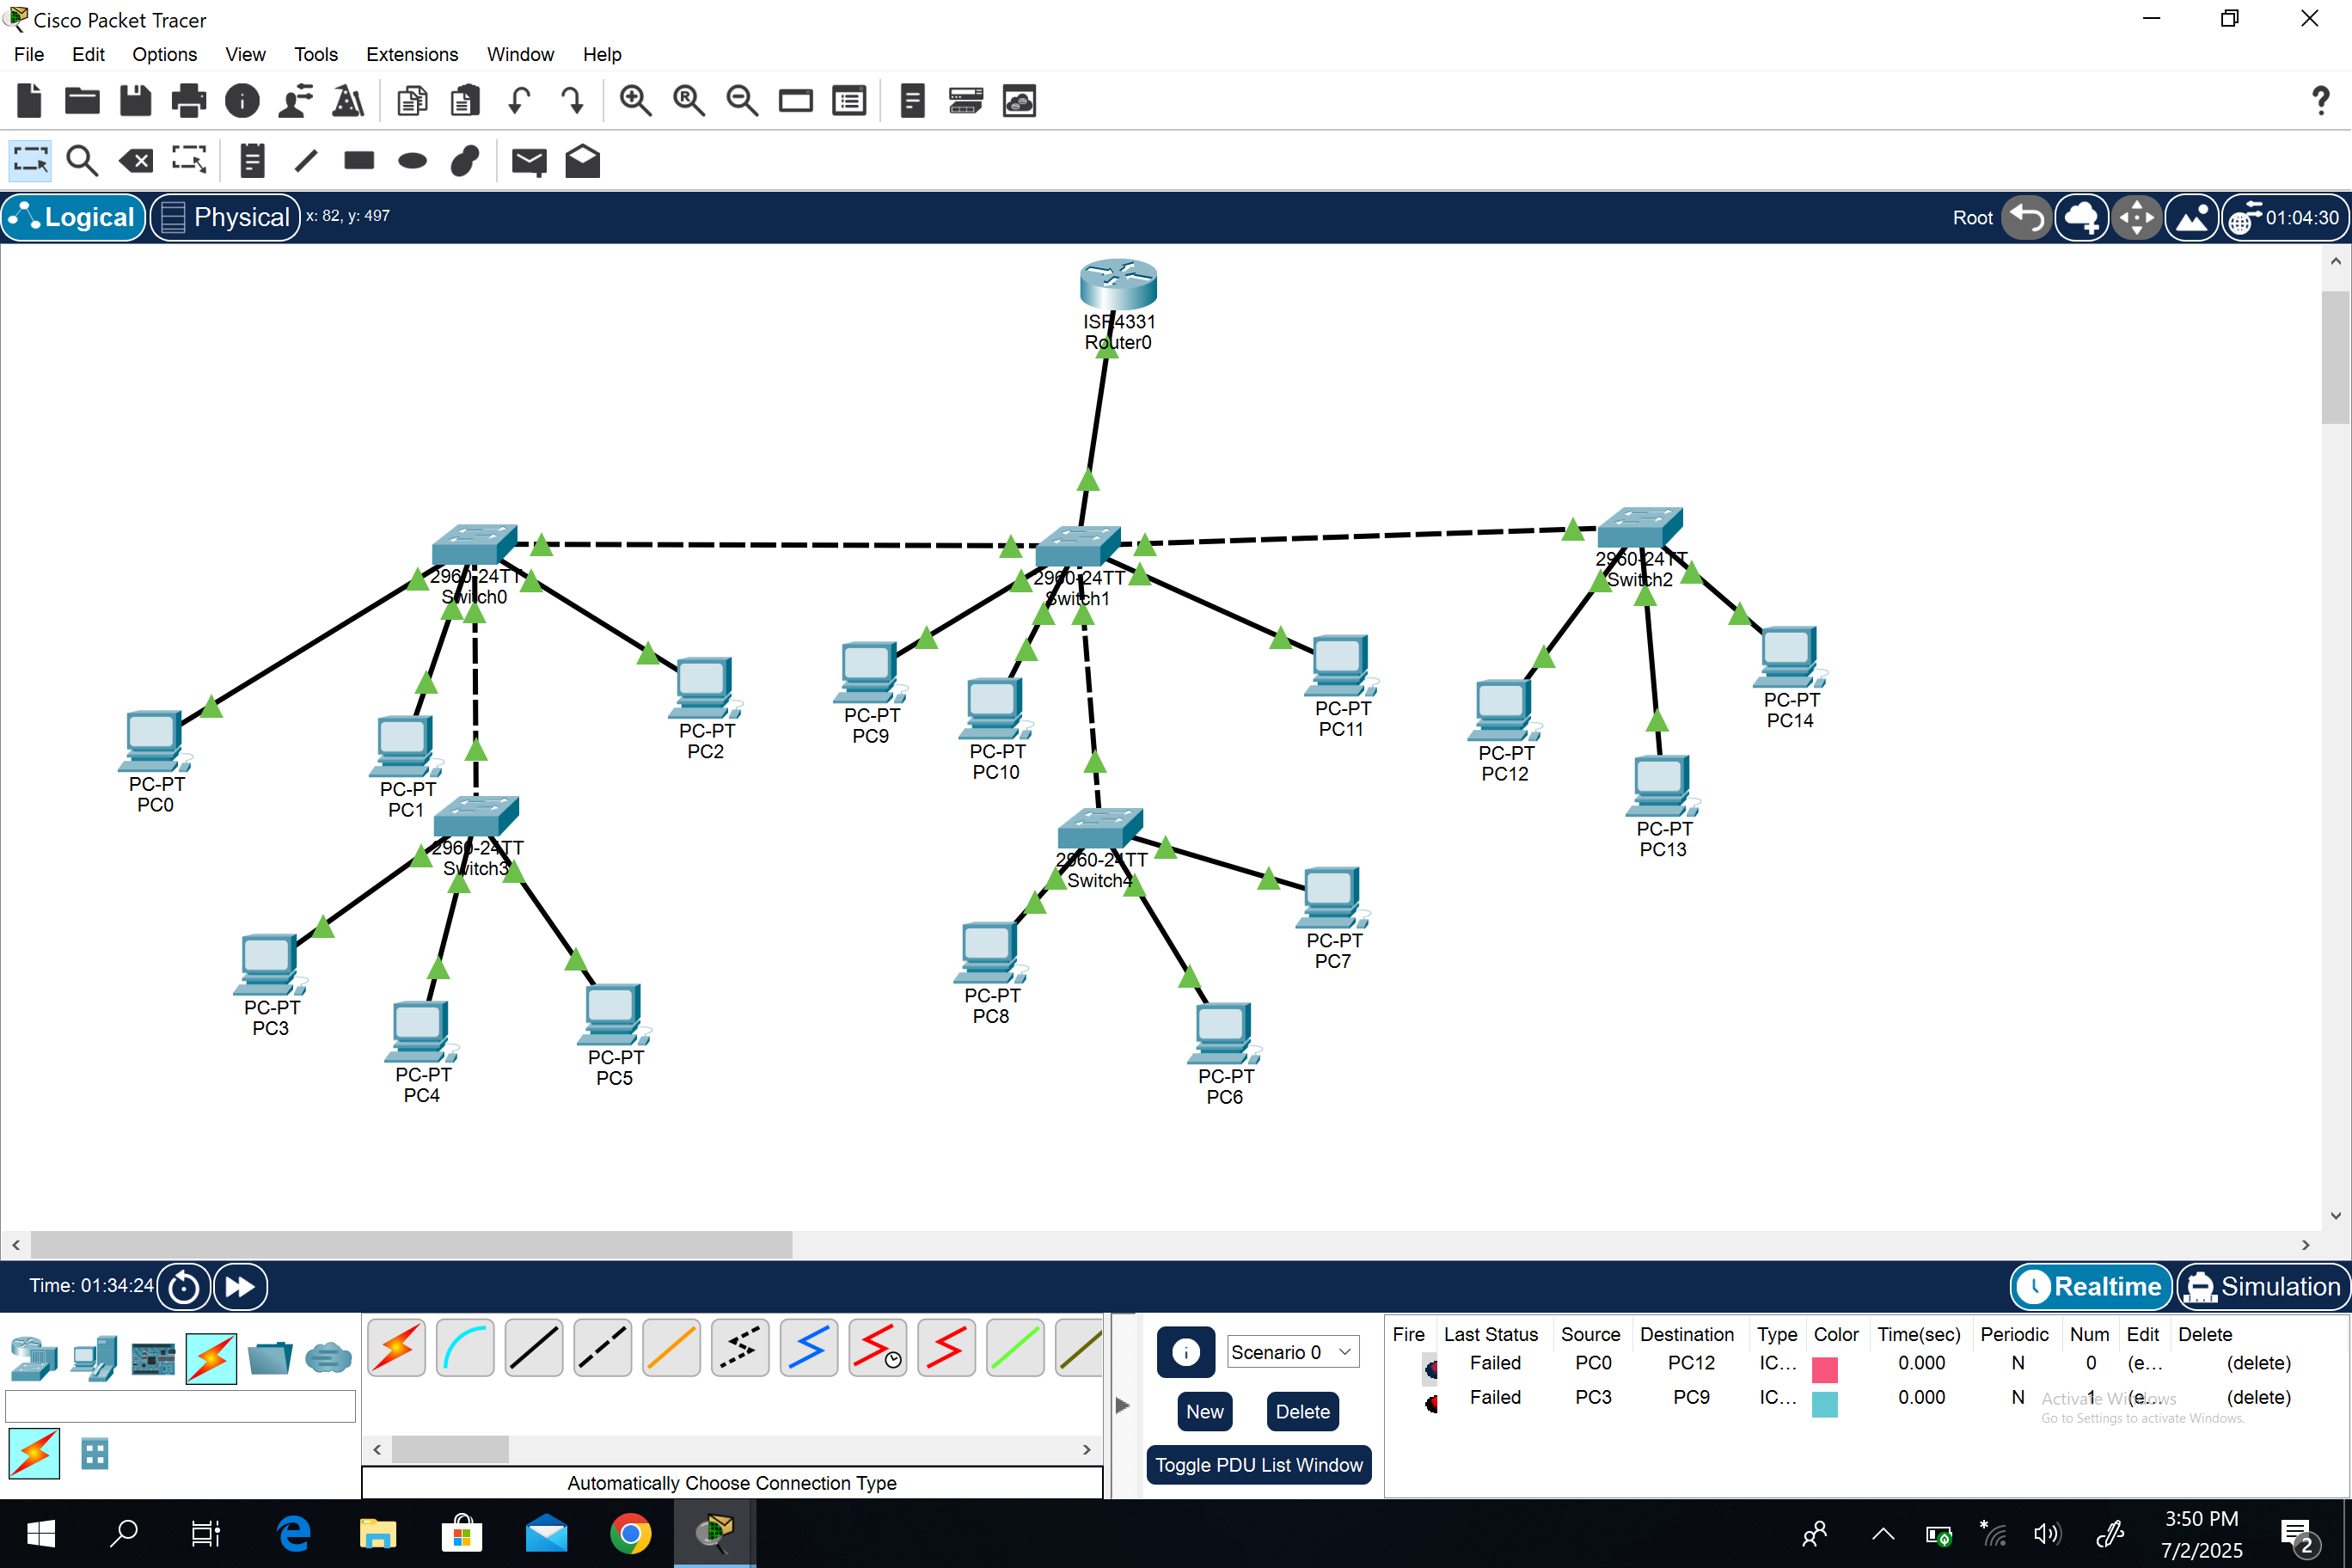 Cisco Packet Tracer
File Edit Options View Tools Extensions Window Help
Logical Physical x: 82, y: 497 Root 01:04:30
ISR4331
Router0
2960-24TT
Switch0
2960-24TT
Switch1
2960-24TT
Switch2
PC-PT
PC0
PC-PT
PC1
PC-PT
PC2
PC-PT
PC9
PC-PT
PC10
PC-PT
PC11
PC-PT
PC12
PC-PT
PC13
PC-PT
PC14
2960-24TT
Switch3
2960-24TT
Switch4
PC-PT
PC3
PC-PT
PC4
PC-PT
PC5
PC-PT
PC8
PC-PT
PC6
PC-PT
PC7
Time: 01:34:24 Realtime Simulation
Scenario 0
New Delete
Toggle PDU List Window
Automatically Choose Connection Type
Fire Last Status Source Destination Type Color Time(sec) Periodic Num Edit Delete
Failed PC0 PC12 IC... 0.000 N 0 (e... (delete)
Failed PC3 PC9 IC... 0.000 N 1 (e... (delete)
Activate Windows
Go to Settings to activate Windows.
3:50 PM
7/2/2025
2